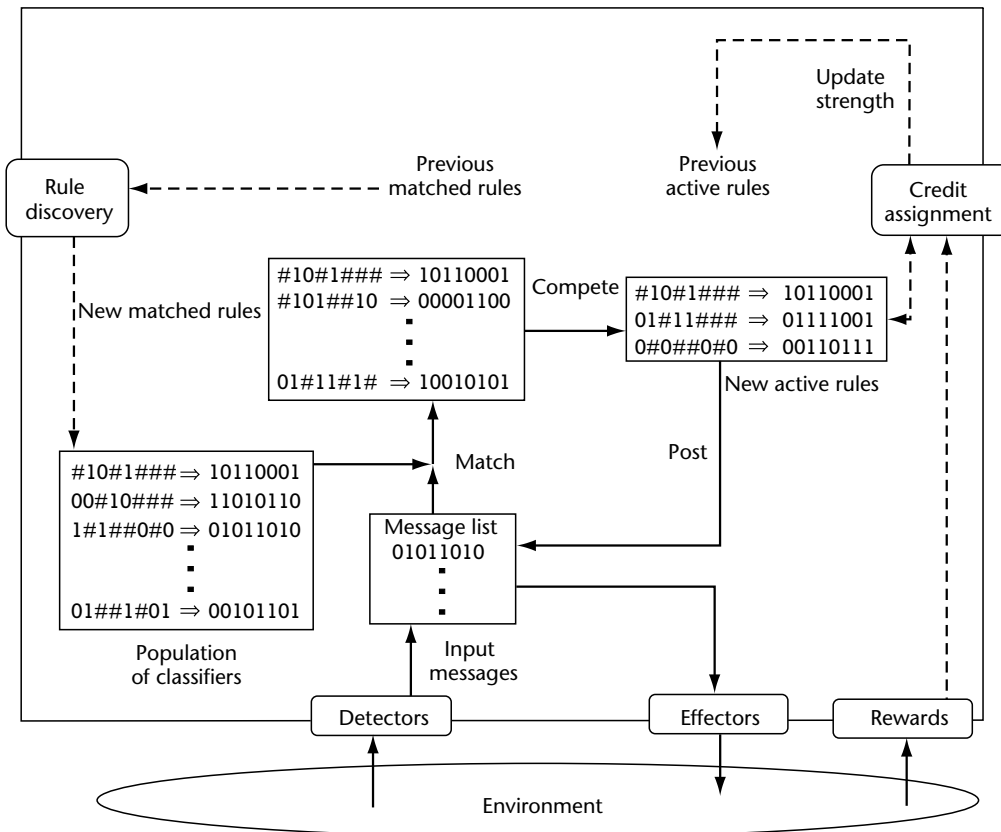 Update
strength
Rule
discovery
Previous
matched rules
Previous
active rules
Credit
assignment
New matched rules
#10#1### ⇒ 10110001
#101##10 ⇒ 00001100
01#11#1# ⇒ 10010101
Compete
#10#1### ⇒ 10110001
01#11### ⇒ 01111001
0#0##0#0 ⇒ 00110111
New active rules
#10#1### ⇒ 10110001
00#10### ⇒ 11010110
1#1##0#0 ⇒ 01011010
01##1#01 ⇒ 00101101
Population
of classifiers
Match
Post
Message list
01011010
Input
messages
Detectors
Effectors
Rewards
Environment